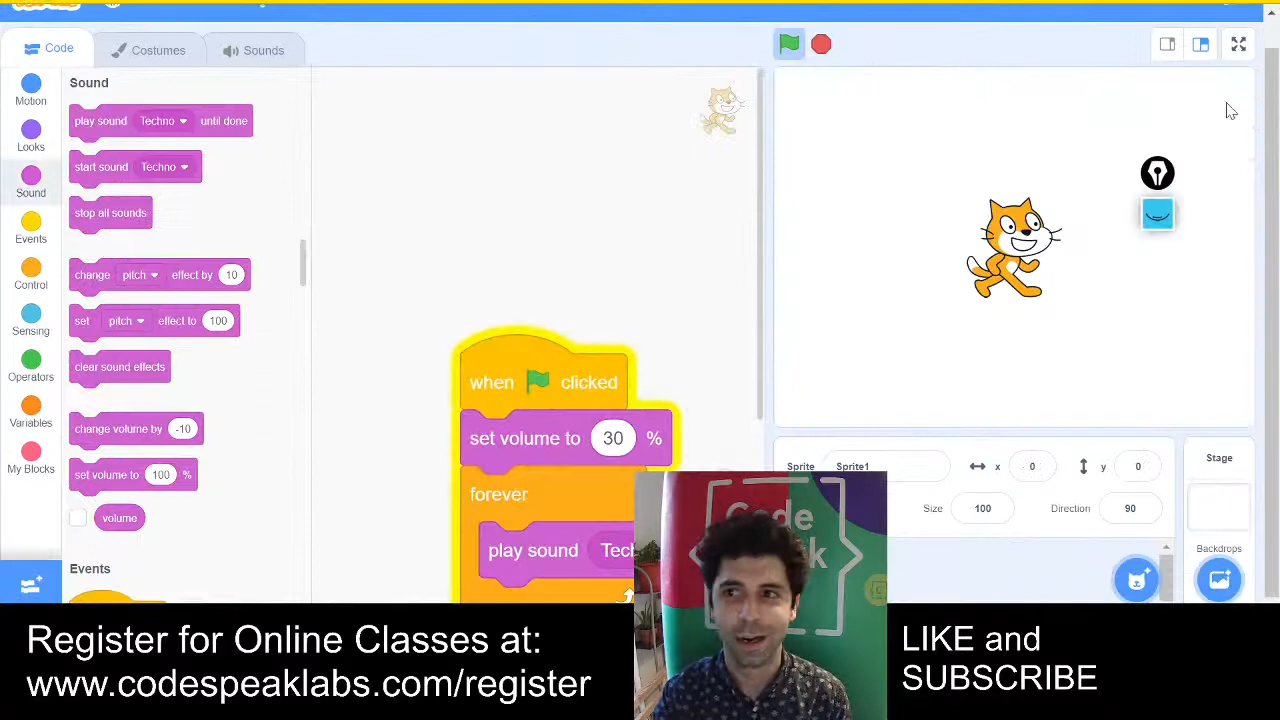 Code
Costumes
Sounds
Motion
Looks
Sound
Events
Control
Sensing
Operators
Variables
My Blocks
Sound
play sound Techno until done
start sound Techno
stop all sounds
change pitch effect by 10
set pitch effect to 100
clear sound effects
change volume by -10
set volume to 100 %
volume
Events
when clicked
set volume to 30 %
forever
play sound Tech
Sprite Sprite1 x 0 y 0
Size 100 Direction 90
Stage
Backdrops
Code
Register for Online Classes at:
www.codespeaklabs.com/register
LIKE and
SUBSCRIBE